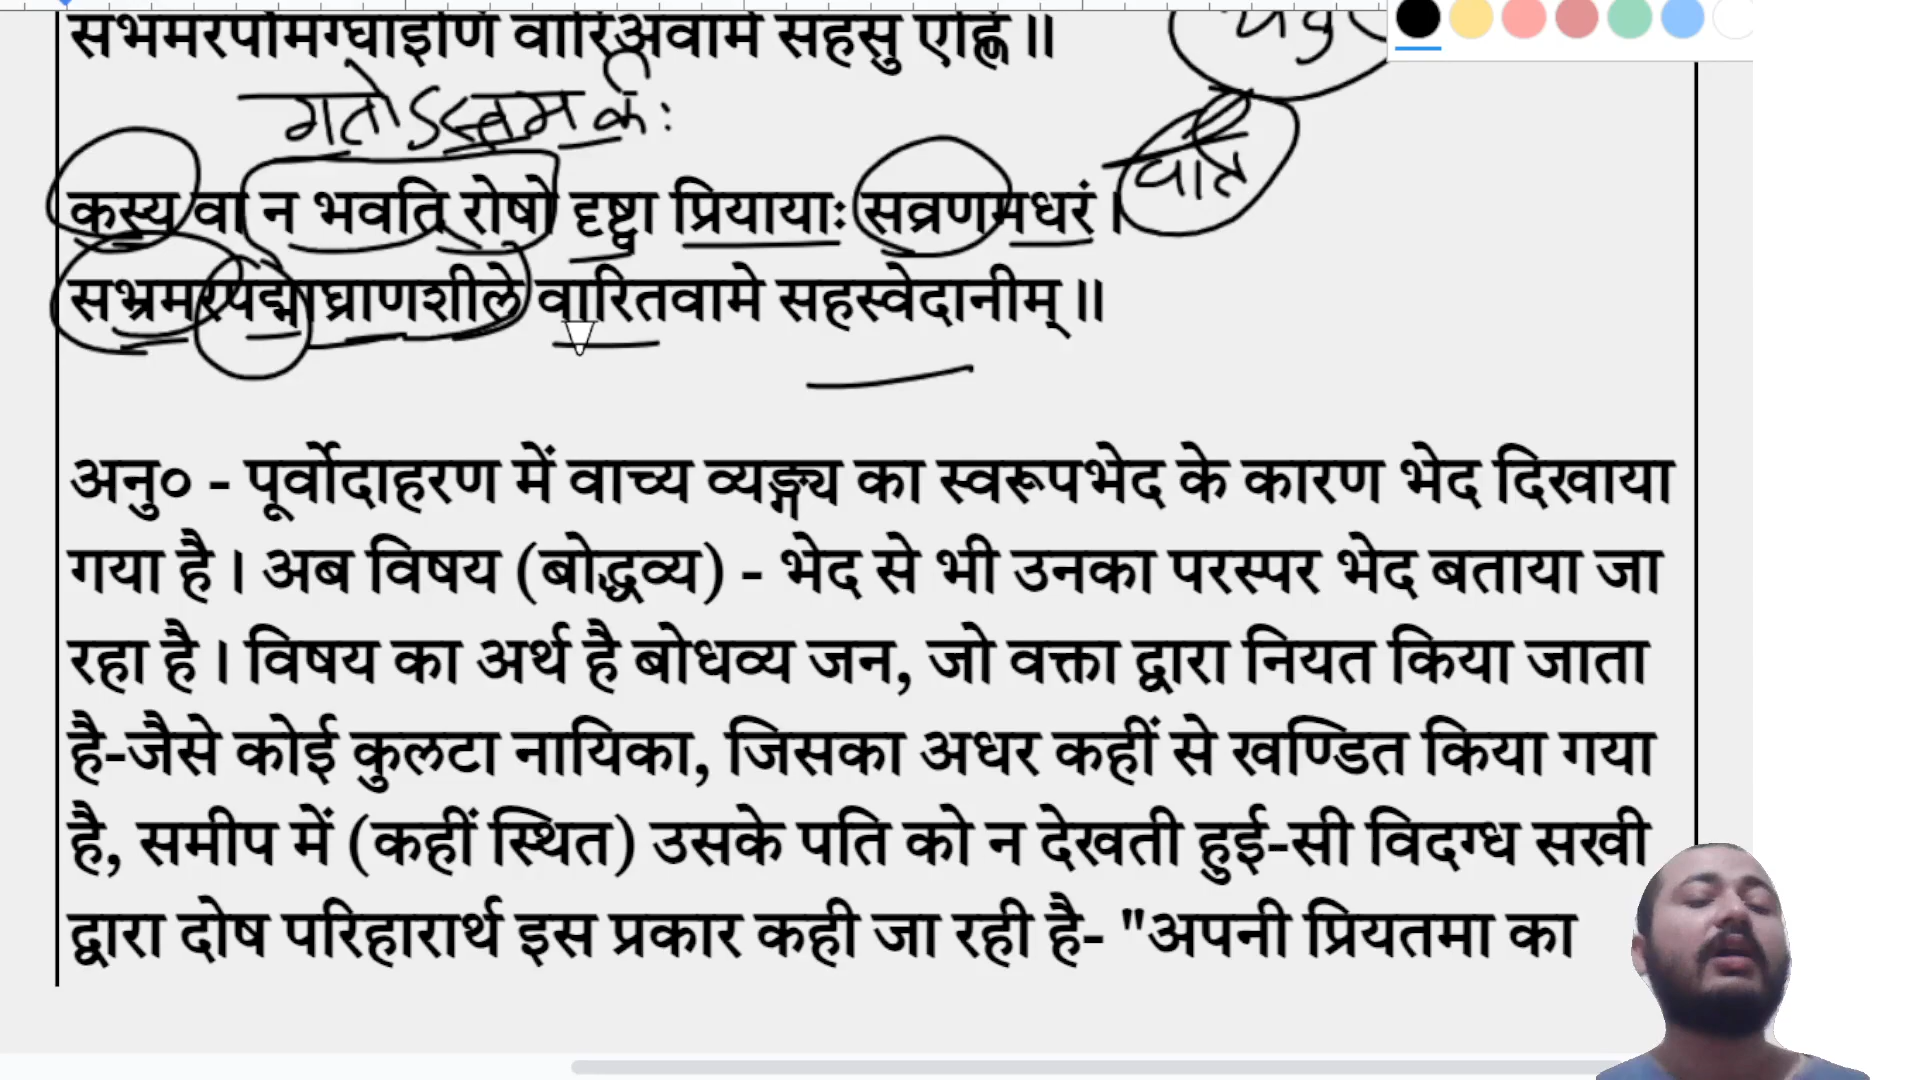 सभमरपोमग्घाइणि वारिअवामे सहसु एह्णिं॥
गतोऽस्तमर्कः
कस्य वा न भवति रोषो दृष्ट्वा प्रियायाः सव्रणमधरं।
सभ्रमरपद्माघ्राणशीले वारितवामे सहस्वेदानीम्॥
अनु० - पूर्वोदाहरण में वाच्य व्यङ्ग्य का स्वरूपभेद के कारण भेद दिखाया
गया है। अब विषय (बोद्धव्य) - भेद से भी उनका परस्पर भेद बताया जा
रहा है। विषय का अर्थ है बोधव्य जन, जो वक्ता द्वारा नियत किया जाता
है-जैसे कोई कुलटा नायिका, जिसका अधर कहीं से खण्डित किया गया
है, समीप में (कहीं स्थित) उसके पति को न देखती हुई-सी विदग्ध सखी
द्वारा दोष परिहारार्थ इस प्रकार कही जा रही है- "अपनी प्रियतमा का